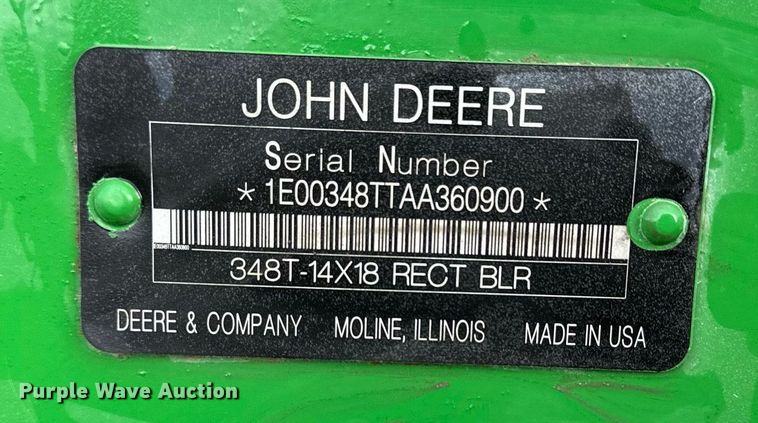 JOHN DEERE
Serial Number
*1E00348TTAA360900*
1E00348TTAA360900
348T-14X18 RECT BLR
DEERE & COMPANY MOLINE, ILLINOIS MADE IN USA
Purple Wave Auction